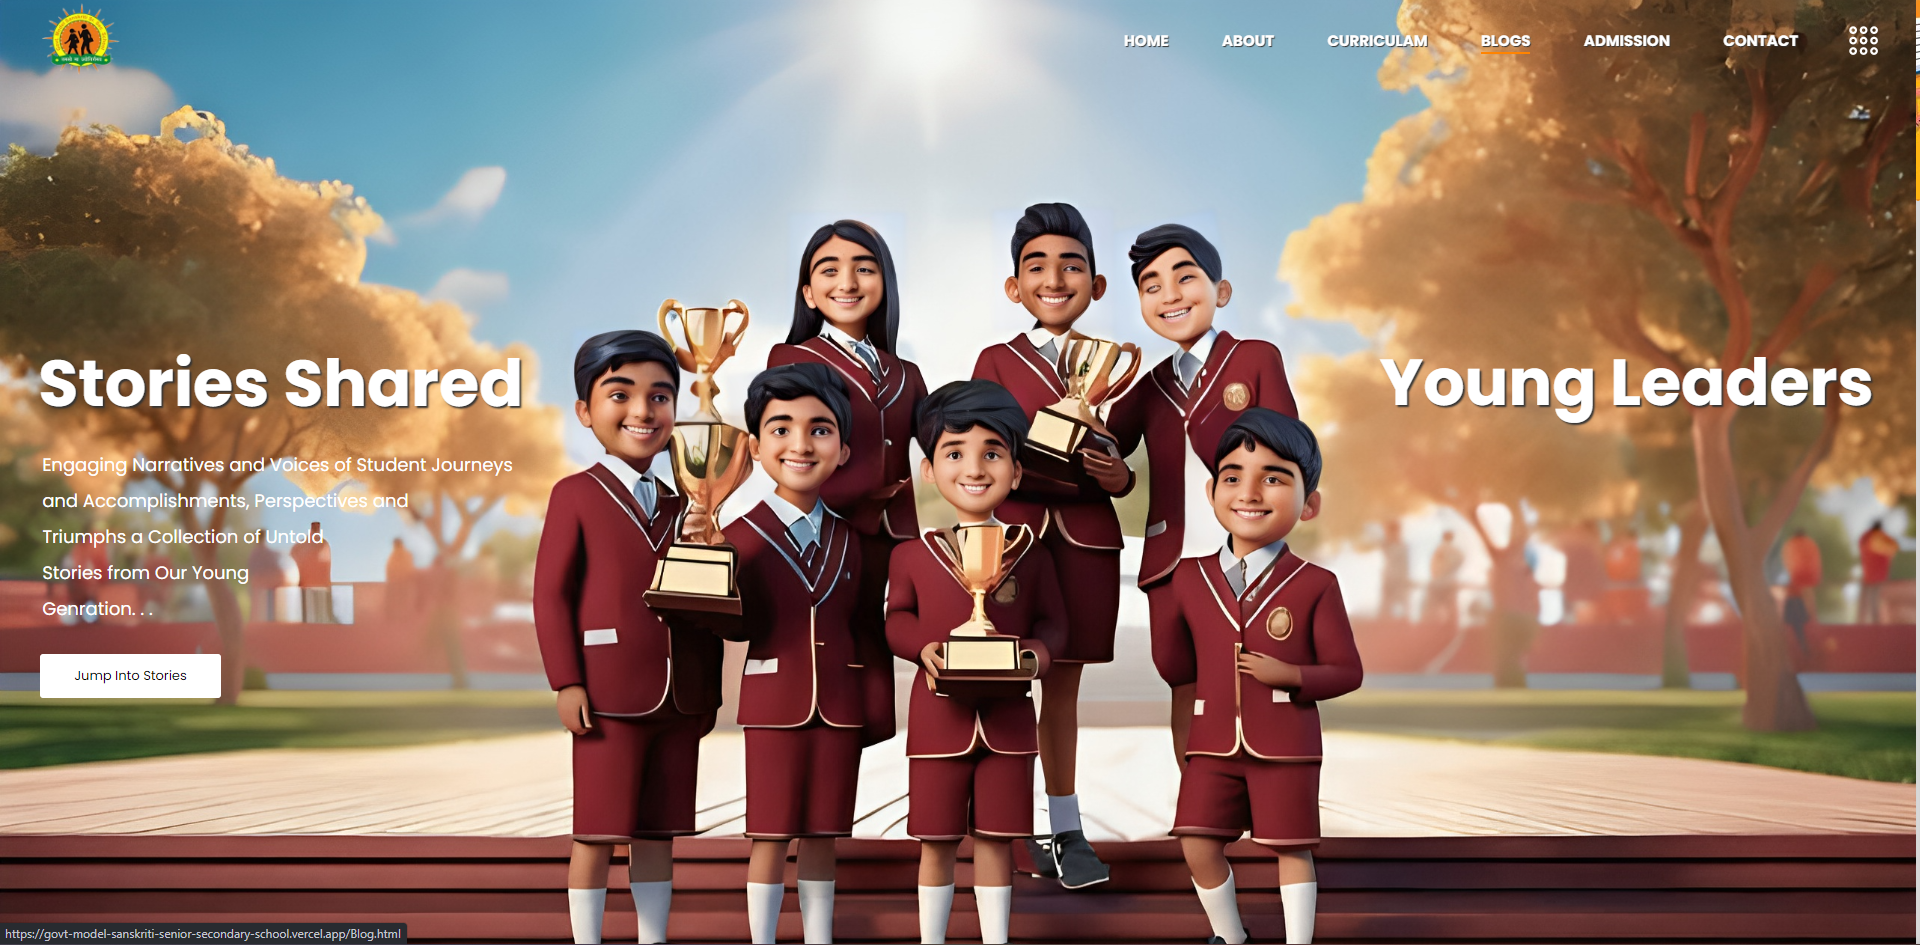 HOME ABOUT CURRICULAM BLOGS ADMISSION CONTACT
Stories Shared
Young Leaders
Engaging Narratives and Voices of Student Journeys
and Accomplishments, Perspectives and
Triumphs a Collection of Untold
Stories from Our Young
Genration. . .
Jump Into Stories
https://govt-model-sanskriti-senior-secondary-school.vercel.app/Blog.html